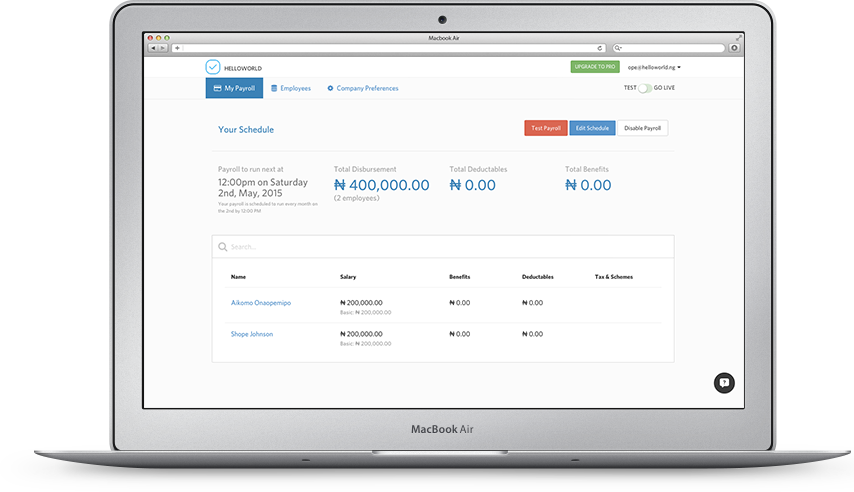 Macbook Air
HELLOWORLD
UPGRADE TO PRO
ope@helloworld.ng
My Payroll
Employees
Company Preferences
TEST
GO LIVE
Your Schedule
Test Payroll
Edit Schedule
Disable Payroll
Payroll to run next at
12:00pm on Saturday
2nd, May, 2015
Your payroll is scheduled to run every month on
the 2nd by 12:00 PM
Total Disbursement
₦ 400,000.00
(2 employees)
Total Deductables
₦ 0.00
Total Benefits
₦ 0.00
Search...
Name Salary Benefits Deductables Tax & Schemes
Aikomo Onaopemipo ₦ 200,000.00 ₦ 0.00 ₦ 0.00
Basic: ₦ 200,000.00
Shope Johnson ₦ 200,000.00 ₦ 0.00 ₦ 0.00
Basic: ₦ 200,000.00
?
MacBook Air